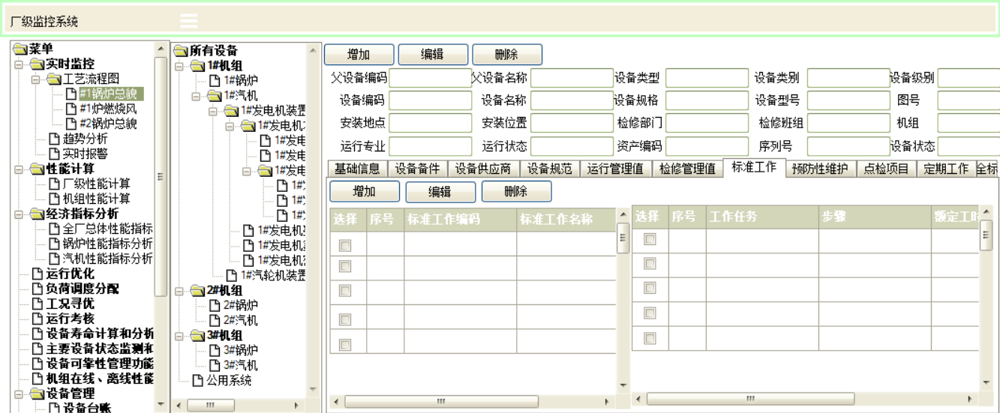 厂级监控系统
菜单
实时监控
工艺流程图
#1锅炉总貌
#1炉燃烧风
#2锅炉总貌
趋势分析
实时报警
性能计算
厂级性能计算
机组性能计算
经济指标分析
全厂总体性能指标
锅炉性能指标分析
汽机性能指标分析
运行优化
负荷调度分配
工况寻优
运行考核
设备寿命计算和分析
主要设备状态监测和
设备可靠性管理功能
机组在线、离线性能
设备管理
设备台账
所有设备
1#机组
1#锅炉
1#汽机
1#发电机装置
1#发电机
1#发电
1#发电
1#发电
1#
1#
1#
1#发电机
1#发电机
1#发电机
1#汽轮机装置
2#机组
2#锅炉
2#汽机
3#机组
3#锅炉
3#汽机
公用系统
增加 编辑 删除
父设备编码 父设备名称 设备类型 设备类别 设备级别
设备编码 设备名称 设备规格 设备型号 图号
安装地点 安装位置 检修部门 检修班组 机组
运行专业 运行状态 资产编码 序列号 设备状态
基础信息 设备备件 设备供应商 设备规范 运行管理值 检修管理值 标准工作 预防性维护 点检项目 定期工作 全标
增加 编辑 删除
选择 序号 标准工作编码 标准工作名称
选择 序号 工作任务 步骤 额定工时